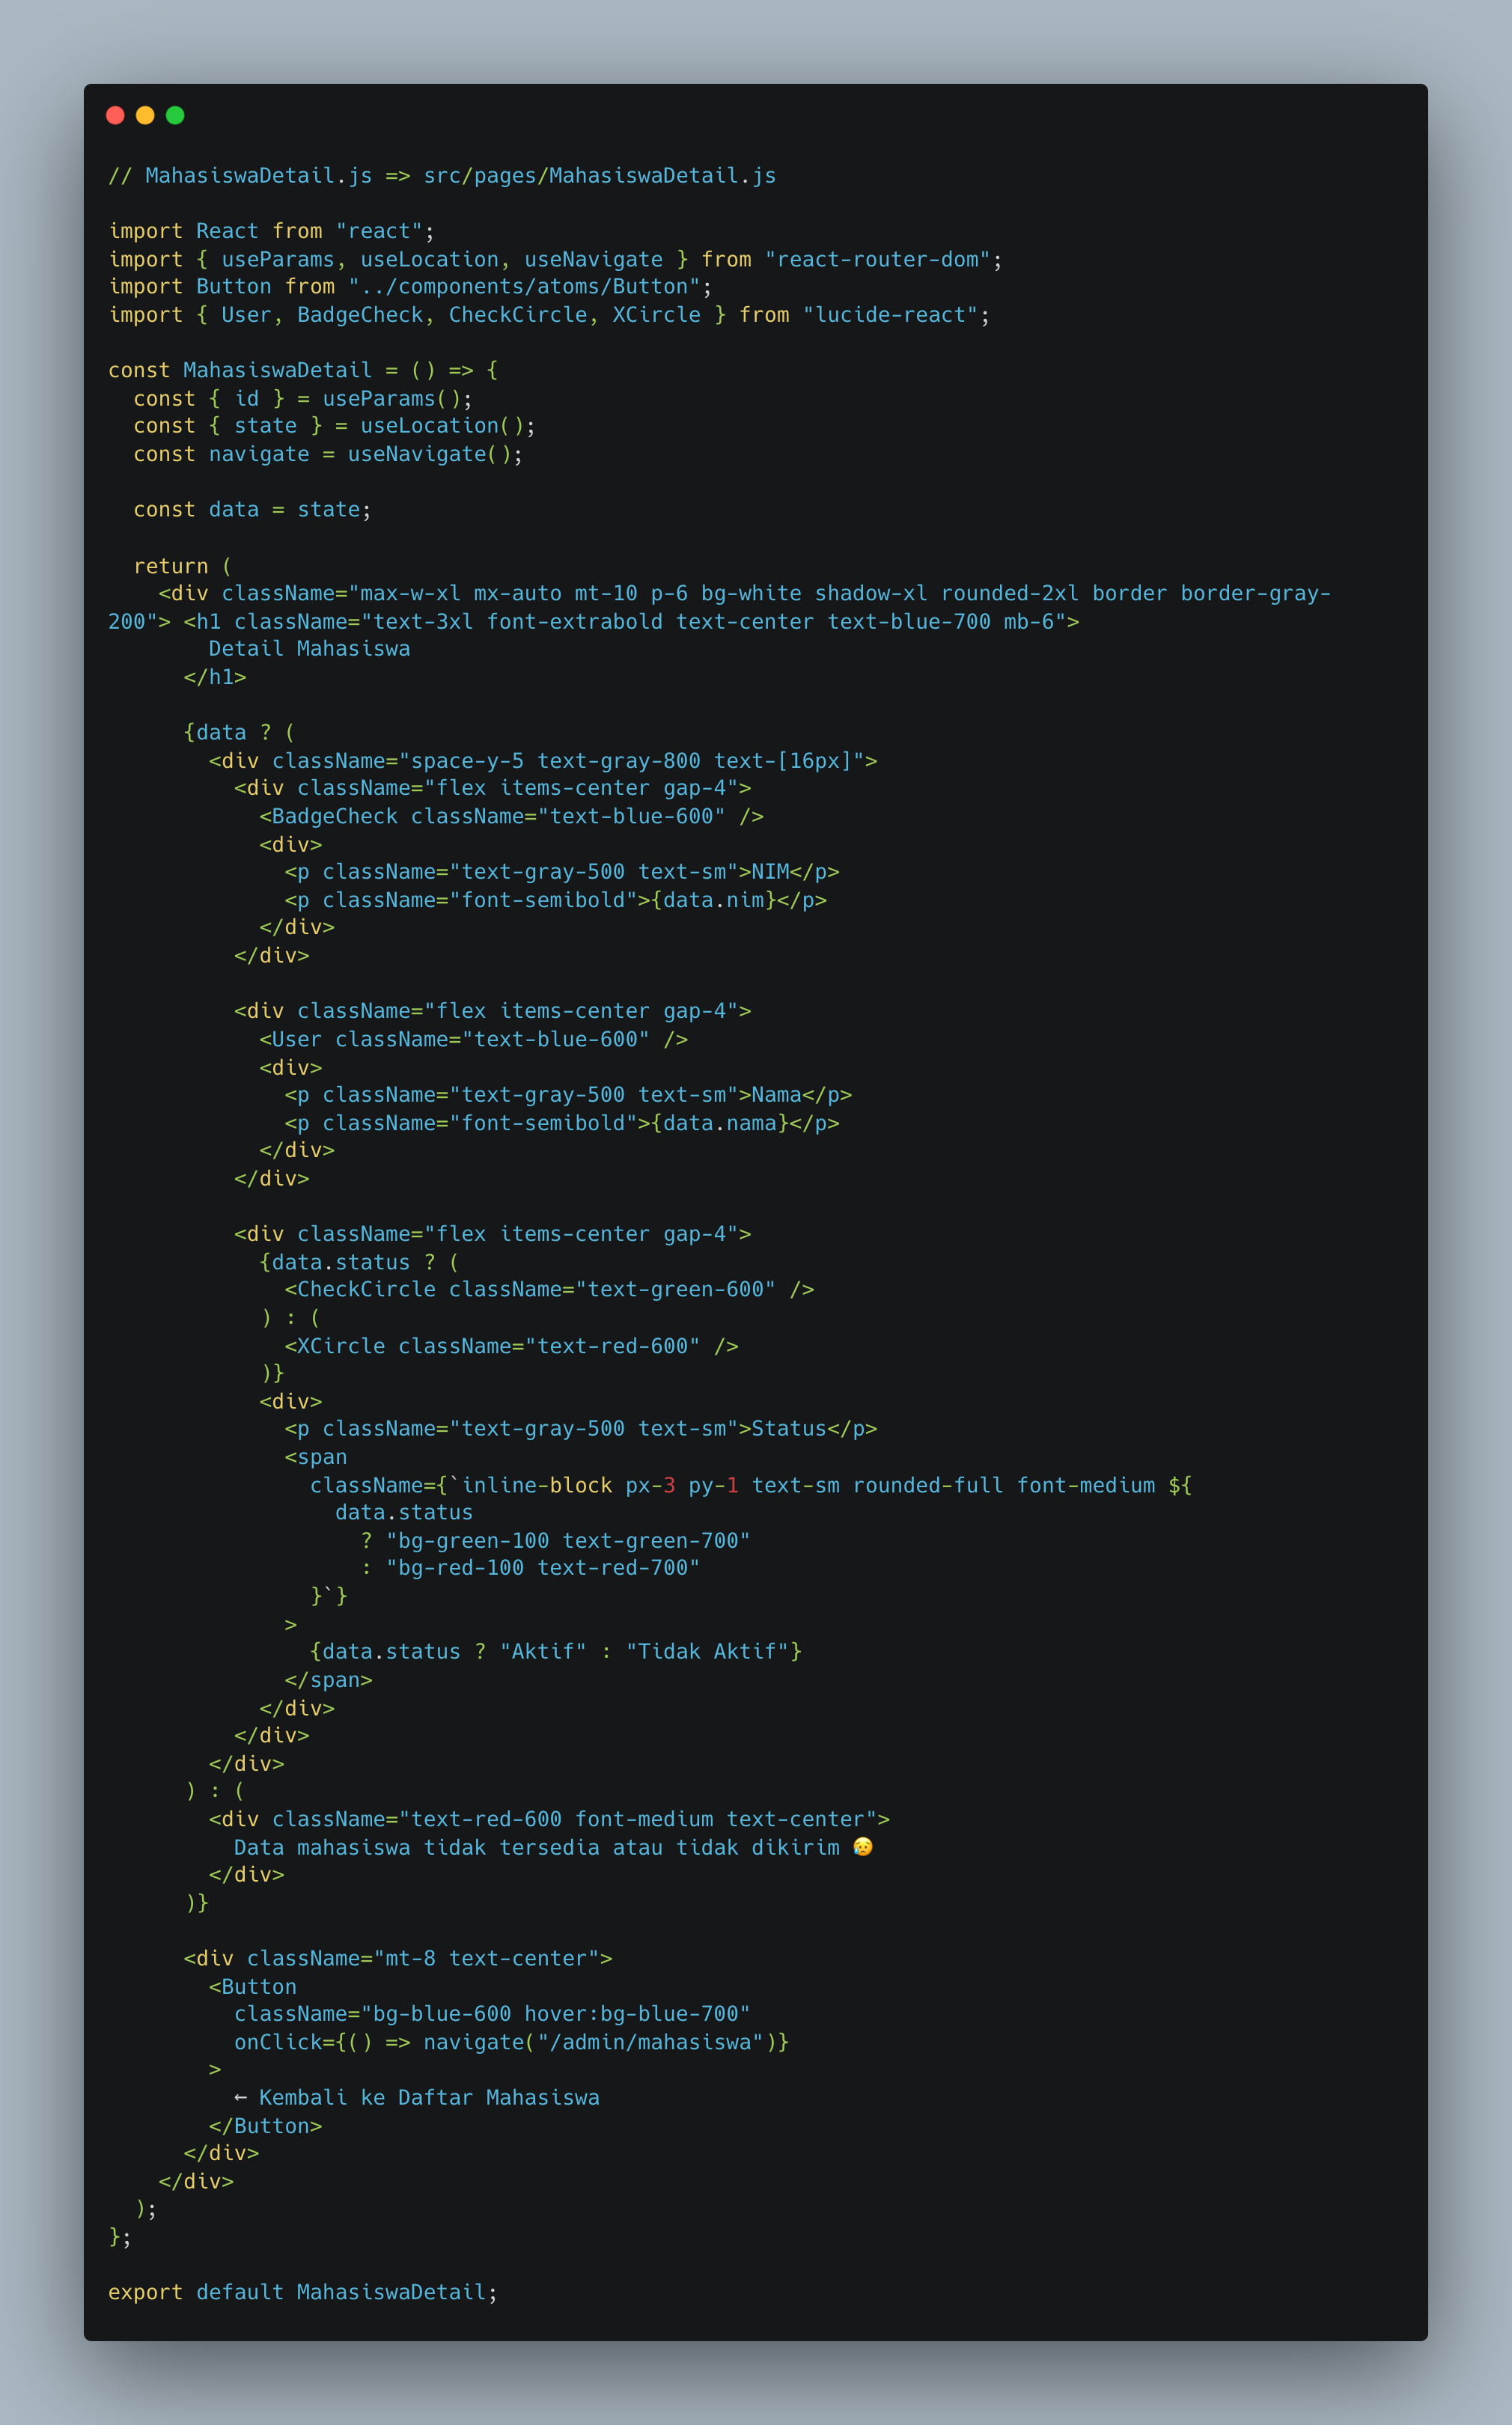 // MahasiswaDetail.js => src/pages/MahasiswaDetail.js

import React from "react";
import { useParams, useLocation, useNavigate } from "react-router-dom";
import Button from "../components/atoms/Button";
import { User, BadgeCheck, CheckCircle, XCircle } from "lucide-react";

const MahasiswaDetail = () => {
  const { id } = useParams();
  const { state } = useLocation();
  const navigate = useNavigate();

  const data = state;

  return (
    <div className="max-w-xl mx-auto mt-10 p-6 bg-white shadow-xl rounded-2xl border border-gray-
200"> <h1 className="text-3xl font-extrabold text-center text-blue-700 mb-6">
        Detail Mahasiswa
      </h1>

      {data ? (
        <div className="space-y-5 text-gray-800 text-[16px]">
          <div className="flex items-center gap-4">
            <BadgeCheck className="text-blue-600" />
            <div>
              <p className="text-gray-500 text-sm">NIM</p>
              <p className="font-semibold">{data.nim}</p>
            </div>
          </div>

          <div className="flex items-center gap-4">
            <User className="text-blue-600" />
            <div>
              <p className="text-gray-500 text-sm">Nama</p>
              <p className="font-semibold">{data.nama}</p>
            </div>
          </div>

          <div className="flex items-center gap-4">
            {data.status ? (
              <CheckCircle className="text-green-600" />
            ) : (
              <XCircle className="text-red-600" />
            )}
            <div>
              <p className="text-gray-500 text-sm">Status</p>
              <span
                className={`inline-block px-3 py-1 text-sm rounded-full font-medium ${
                  data.status
                    ? "bg-green-100 text-green-700"
                    : "bg-red-100 text-red-700"
                }`}
              >
                {data.status ? "Aktif" : "Tidak Aktif"}
              </span>
            </div>
          </div>
        </div>
      ) : (
        <div className="text-red-600 font-medium text-center">
          Data mahasiswa tidak tersedia atau tidak dikirim 😥
        </div>
      )}

      <div className="mt-8 text-center">
        <Button
          className="bg-blue-600 hover:bg-blue-700"
          onClick={() => navigate("/admin/mahasiswa")}
        >
          ← Kembali ke Daftar Mahasiswa
        </Button>
      </div>
    </div>
  );
};

export default MahasiswaDetail;